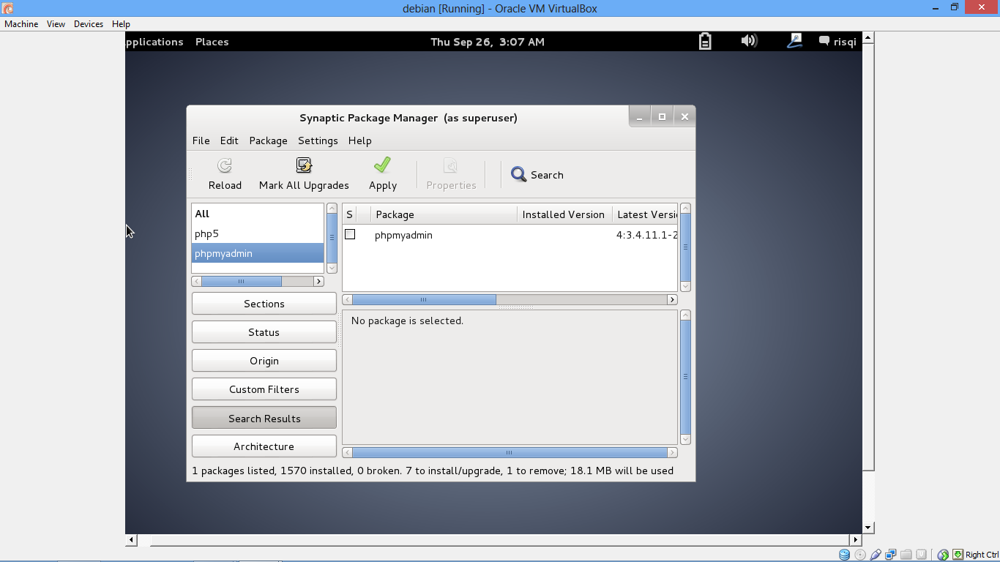 debian [Running] - Oracle VM VirtualBox
Machine View Devices Help
pplications Places Thu Sep 26, 3:07 AM risqi
Synaptic Package Manager (as superuser)
File Edit Package Settings Help
Reload Mark All Upgrades Apply Properties Search
All
php5
phpmyadmin
S Package Installed Version Latest Versi
phpmyadmin 4:3.4.11.1-2
Sections
Status
Origin
Custom Filters
Search Results
Architecture
No package is selected.
1 packages listed, 1570 installed, 0 broken. 7 to install/upgrade, 1 to remove; 18.1 MB will be used
Right Ctrl